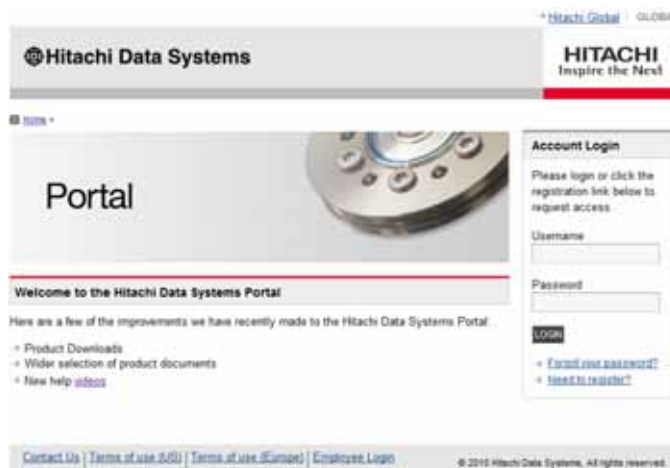 Hitachi Global GLOBA
Hitachi Data Systems
HITACHI
Inspire the Next
Home
Portal
Account Login
Please login or click the
registration link below to
request access
Username
Password
LOGIN
Forgot your password?
Need to register?
Welcome to the Hitachi Data Systems Portal
Here are a few of the improvements we have recently made to the Hitachi Data Systems Portal:
Product Downloads
Wider selection of product documents
New help videos
Contact Us | Terms of use (US) | Terms of use (Europe) | Employee Login
© 2010 Hitachi Data Systems, All rights reserved.